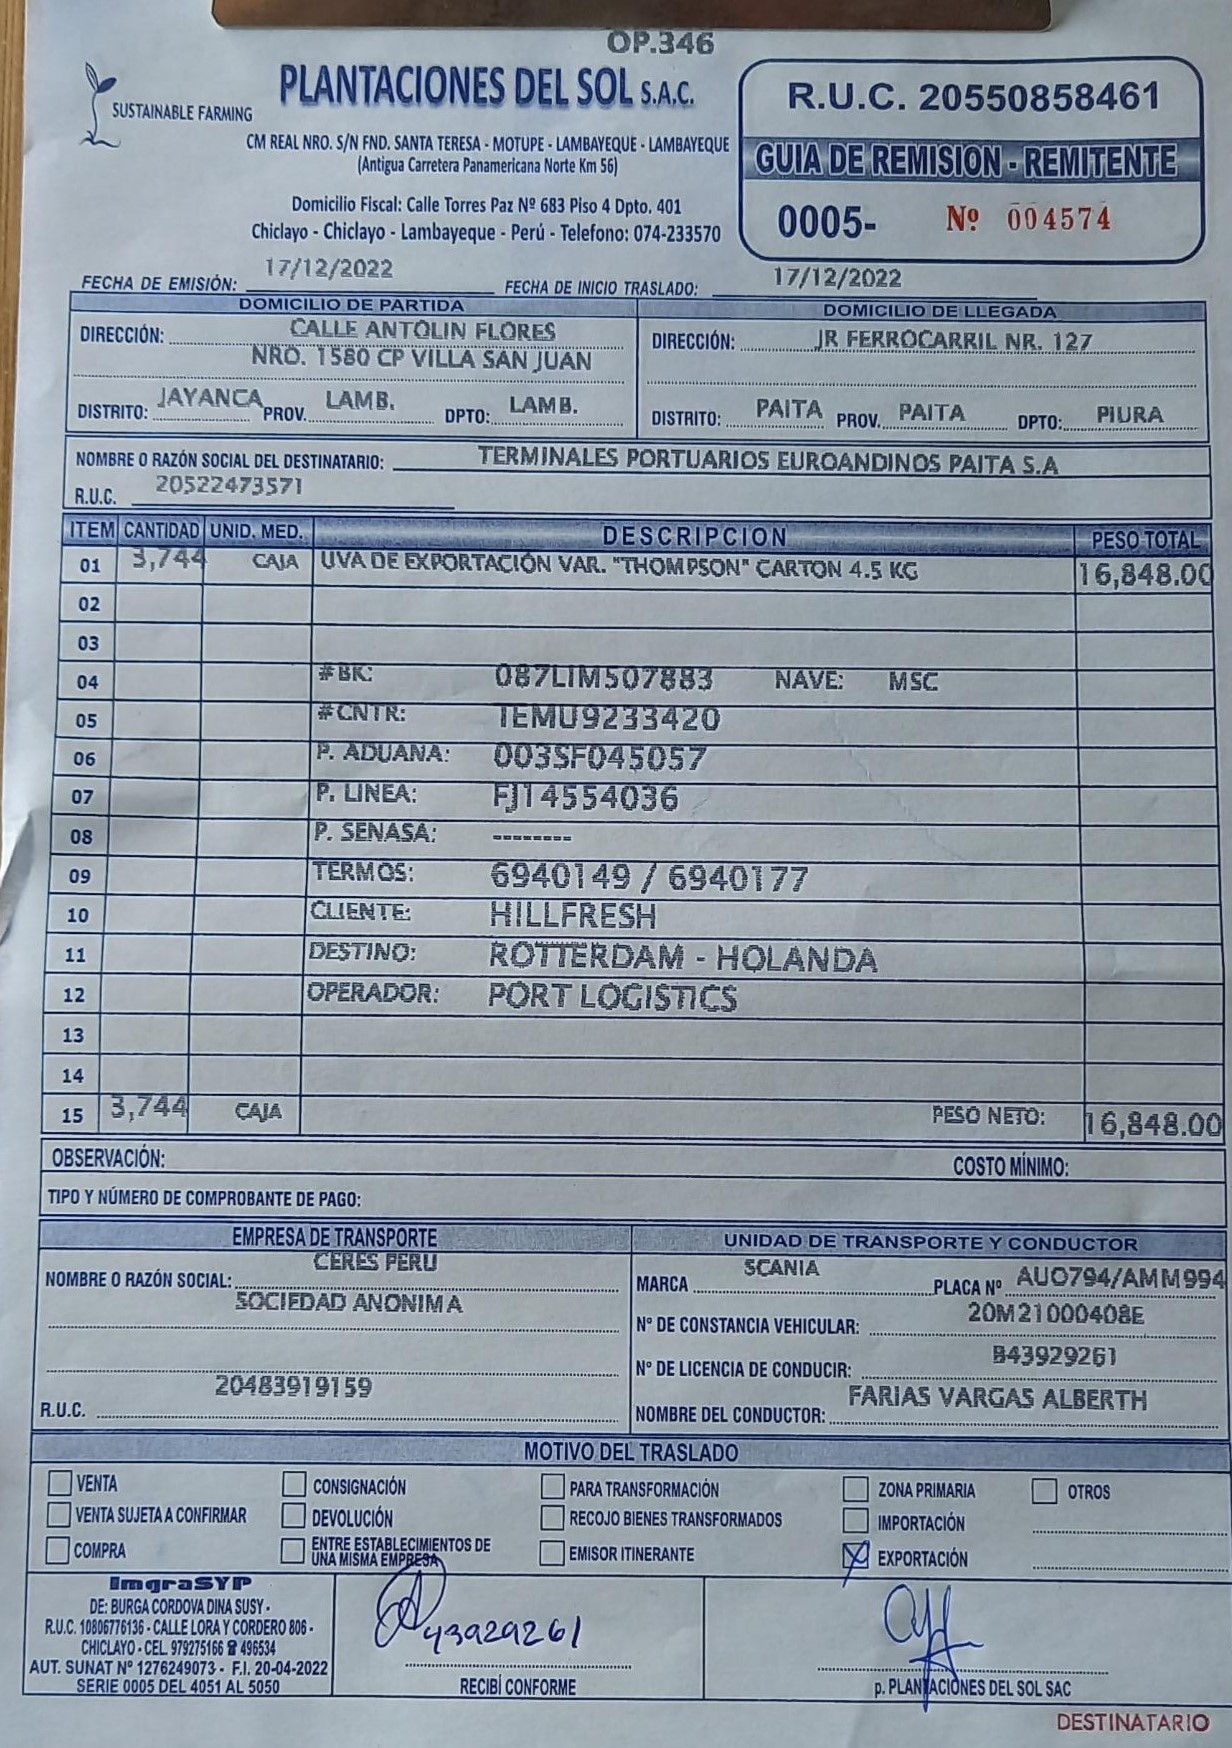 OP.346
SUSTAINABLE FARMING
PLANTACIONES DEL SOL S.A.C.
CM REAL NRO. S/N FND. SANTA TERESA - MOTUPE - LAMBAYEQUE - LAMBAYEQUE
(Antigua Carretera Panamericana Norte Km 56)
Domicilio Fiscal: Calle Torres Paz Nº 683 Piso 4 Dpto. 401
Chiclayo - Chiclayo - Lambayeque - Perú - Telefono: 074-233570
R.U.C. 20550858461
GUIA DE REMISION - REMITENTE
0005- Nº 004574
FECHA DE EMISIÓN: 17/12/2022 FECHA DE INICIO TRASLADO: 17/12/2022
DOMICILIO DE PARTIDA
DIRECCIÓN: CALLE ANTOLIN FLORES
NRO. 1580 CP VILLA SAN JUAN
DISTRITO: JAYANCA PROV. LAMB. DPTO: LAMB.
DOMICILIO DE LLEGADA
DIRECCIÓN: JR FERROCARRIL NR. 127
DISTRITO: PAITA PROV. PAITA DPTO: PIURA
NOMBRE O RAZÓN SOCIAL DEL DESTINATARIO: TERMINALES PORTUARIOS EUROANDINOS PAITA S.A
R.U.C. 20522473571
ITEM CANTIDAD UNID. MED. DESCRIPCION PESO TOTAL
01 3,744 CAJA UVA DE EXPORTACIÓN VAR. "THOMPSON" CARTON 4.5 KG 16,848.00
02
03
04 #BK: 087LIM507883 NAVE: MSC
05 #CNTR: TEMU9233420
06 P. ADUANA: 003SF045057
07 P. LINEA: FJ14554036
08 P. SENASA: --------
09 TERMOS: 6940149 / 6940177
10 CLIENTE: HILLFRESH
11 DESTINO: ROTTERDAM - HOLANDA
12 OPERADOR: PORT LOGISTICS
13
14
15 3,744 CAJA PESO NETO: 16,848.00
OBSERVACIÓN: COSTO MÍNIMO:
TIPO Y NÚMERO DE COMPROBANTE DE PAGO:
EMPRESA DE TRANSPORTE
NOMBRE O RAZÓN SOCIAL: CERES PERU
SOCIEDAD ANONIMA
R.U.C. 20483919159
UNIDAD DE TRANSPORTE Y CONDUCTOR
MARCA SCANIA PLACA Nº AUO794/AMM994
Nº DE CONSTANCIA VEHICULAR: 20M21000408E
Nº DE LICENCIA DE CONDUCIR: B43929261
NOMBRE DEL CONDUCTOR: FARIAS VARGAS ALBERTH
MOTIVO DEL TRASLADO
VENTA CONSIGNACIÓN PARA TRANSFORMACIÓN ZONA PRIMARIA OTROS
VENTA SUJETA A CONFIRMAR DEVOLUCIÓN RECOJO BIENES TRANSFORMADOS IMPORTACIÓN
COMPRA ENTRE ESTABLECIMIENTOS DE
UNA MISMA EMPRESA EMISOR ITINERANTE EXPORTACIÓN
ImgraSYP
DE: BURGA CORDOVA DINA SUSY -
R.U.C. 10806776136 - CALLE LORA Y CORDERO 806 -
CHICLAYO - CEL. 979275166 ☎ 496534
AUT. SUNAT Nº 1276249073 - F.I. 20-04-2022
SERIE 0005 DEL 4051 AL 5050
43929261
RECIBÍ CONFORME
p. PLANTACIONES DEL SOL SAC
DESTINATARIO